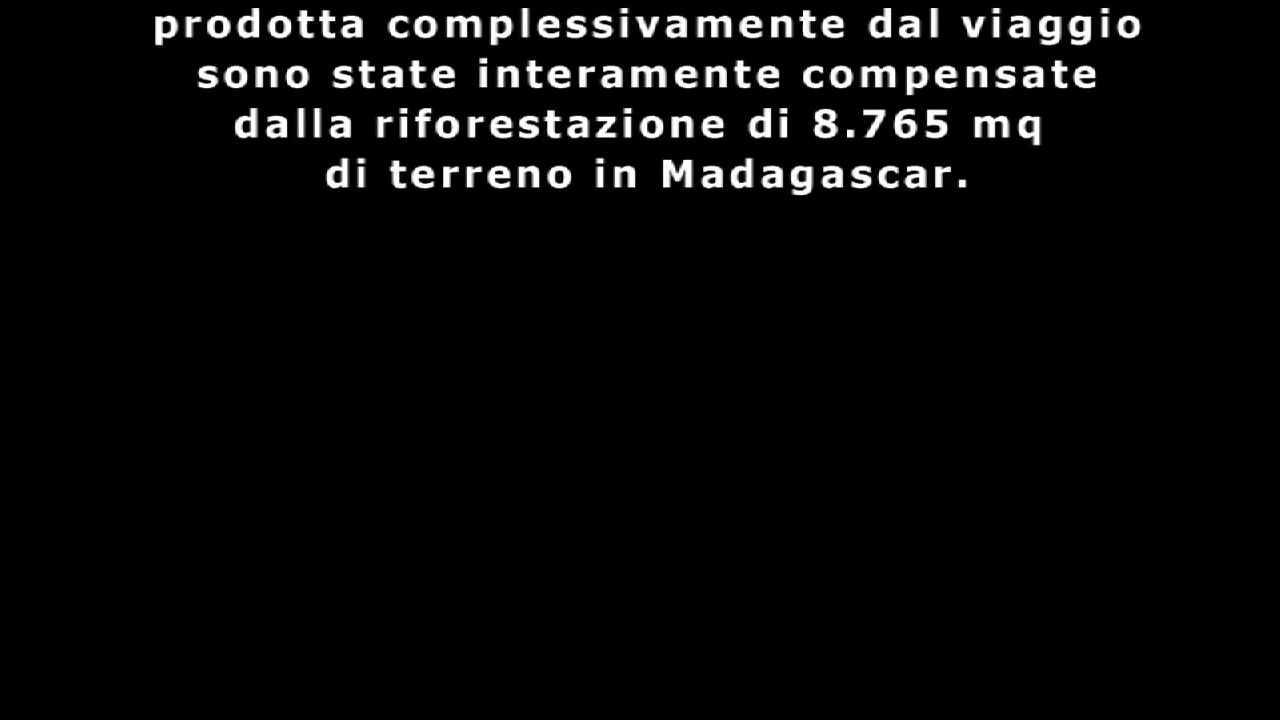 prodotta complessivamente dal viaggio
sono state interamente compensate
dalla riforestazione di 8.765 mq
di terreno in Madagascar.